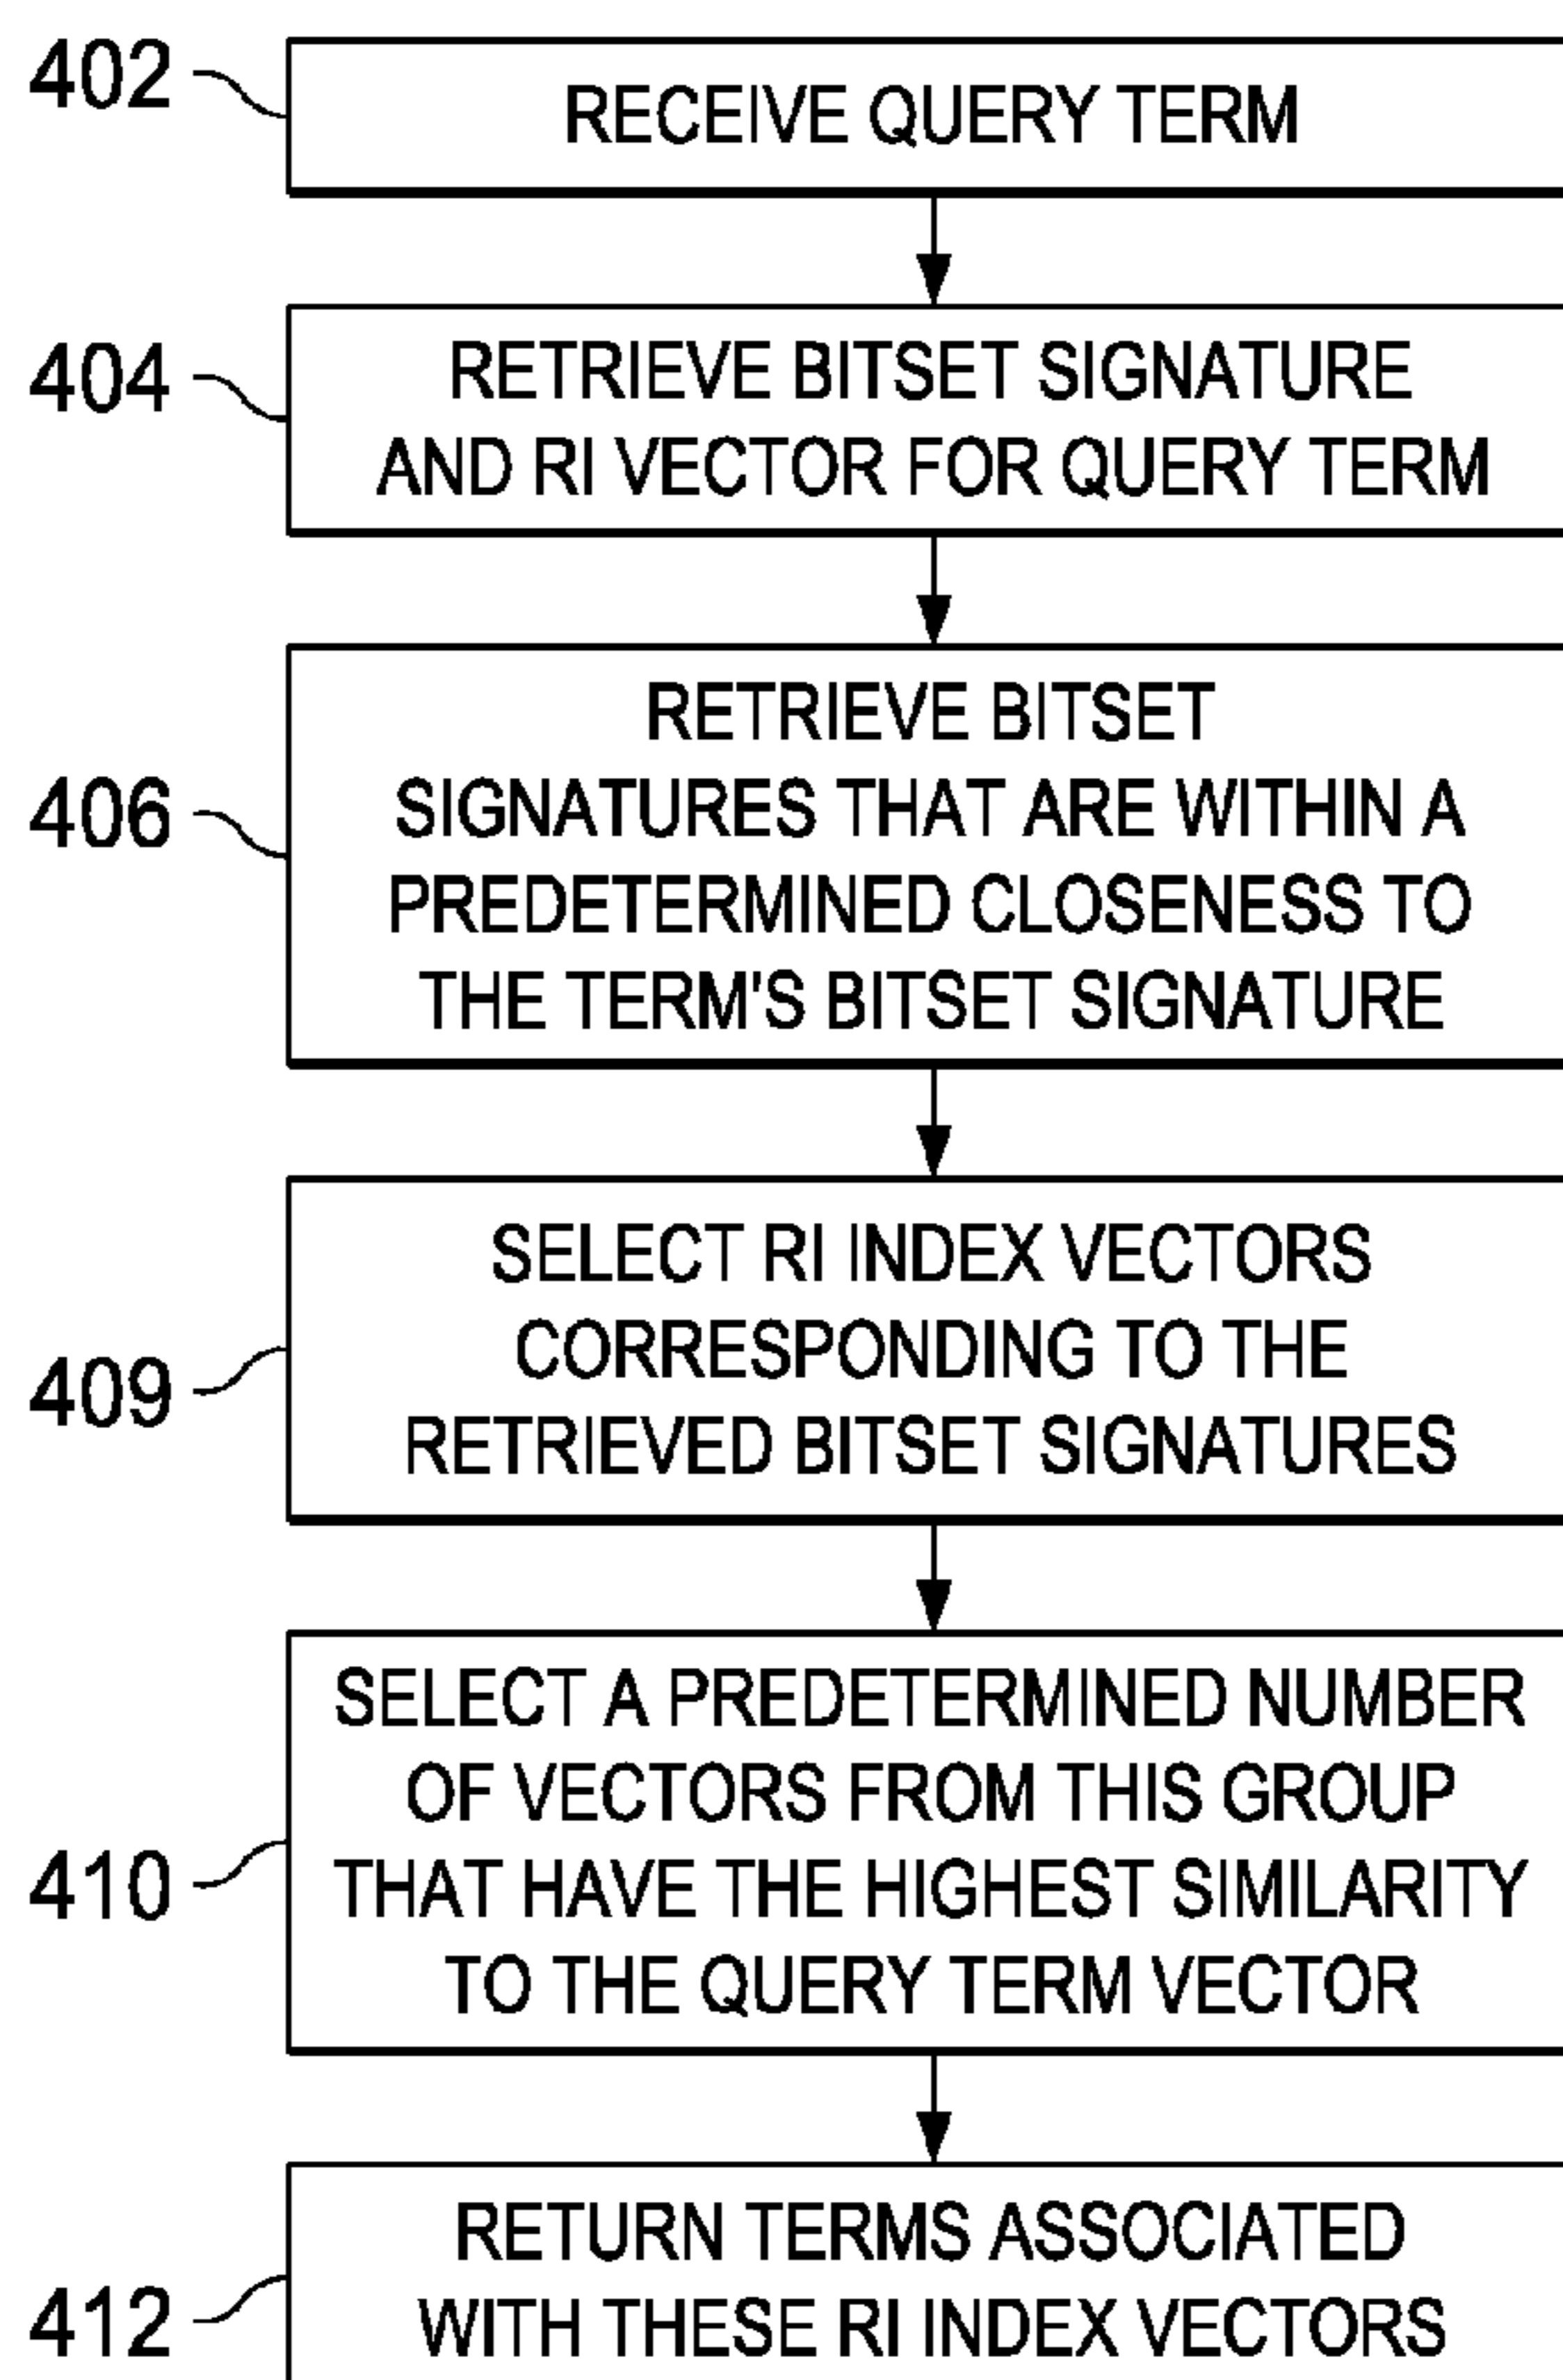 402
RECEIVE QUERY TERM
404
RETRIEVE BITSET SIGNATURE
AND RI VECTOR FOR QUERY TERM
406
RETRIEVE BITSET
SIGNATURES THAT ARE WITHIN A
PREDETERMINED CLOSENESS TO
THE TERM'S BITSET SIGNATURE
409
SELECT RI INDEX VECTORS
CORRESPONDING TO THE
RETRIEVED BITSET SIGNATURES
410
SELECT A PREDETERMINED NUMBER
OF VECTORS FROM THIS GROUP
THAT HAVE THE HIGHEST SIMILARITY
TO THE QUERY TERM VECTOR
412
RETURN TERMS ASSOCIATED
WITH THESE RI INDEX VECTORS